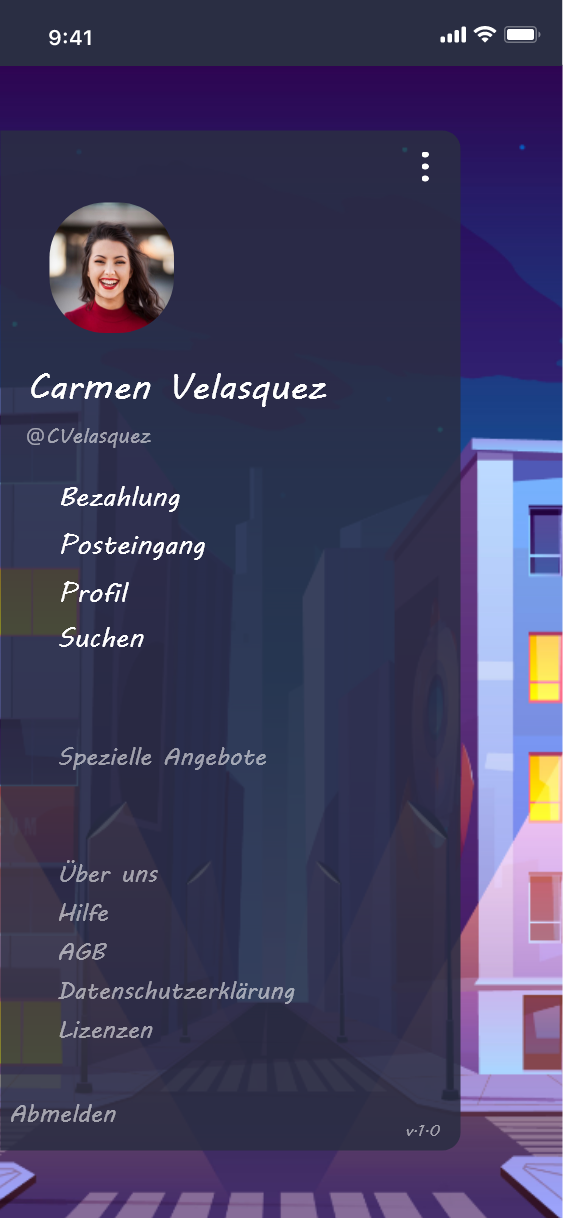 9:41
Carmen Velasquez
@CVelasquez
Bezahlung
Posteingang
Profil
Suchen
Spezielle Angebote
Über uns
Hilfe
AGB
Datenschutzerklärung
Lizenzen
Abmelden
v.1.0